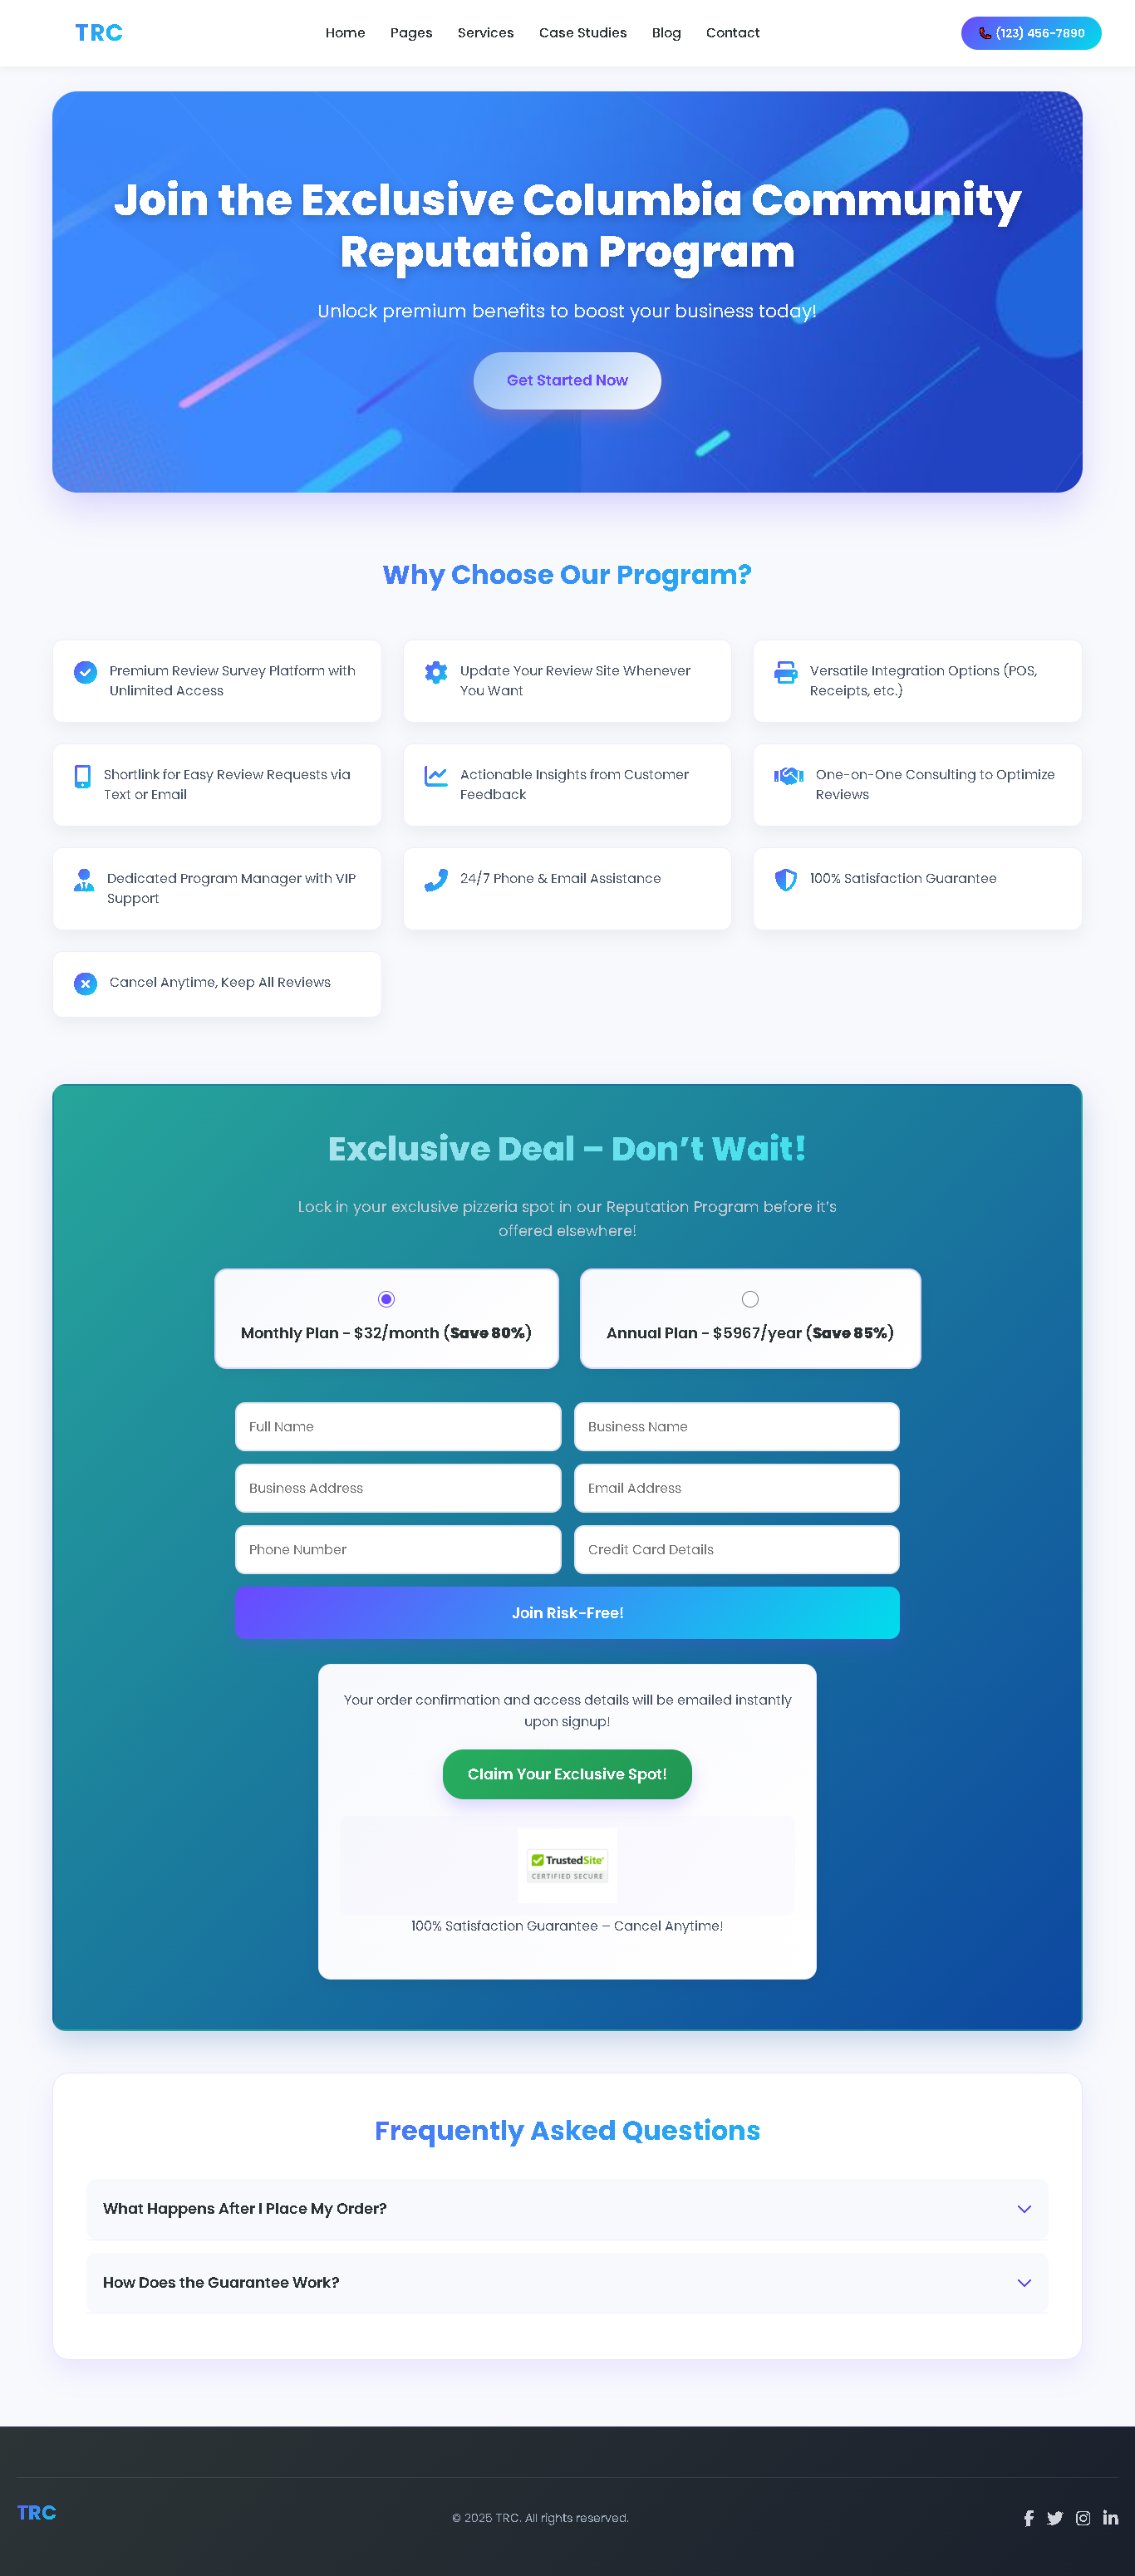 TRC
Home
Pages
Services
Case Studies
Blog
Contact
(123) 456-7890
Join the Exclusive Columbia Community
Reputation Program
Unlock premium benefits to boost your business today!
Get Started Now
Why Choose Our Program?
Premium Review Survey Platform with
Unlimited Access
Update Your Review Site Whenever
You Want
Versatile Integration Options (POS,
Receipts, etc.)
Shortlink for Easy Review Requests via
Text or Email
Actionable Insights from Customer
Feedback
One-on-One Consulting to Optimize
Reviews
Dedicated Program Manager with VIP
Support
24/7 Phone & Email Assistance
100% Satisfaction Guarantee
Cancel Anytime, Keep All Reviews
Exclusive Deal – Don’t Wait!
Lock in your exclusive pizzeria spot in our Reputation Program before it’s
offered elsewhere!
Monthly Plan - $32/month (Save 80%)
Annual Plan - $5967/year (Save 85%)
Full Name
Business Name
Business Address
Email Address
Phone Number
Credit Card Details
Join Risk-Free!
Your order confirmation and access details will be emailed instantly
upon signup!
Claim Your Exclusive Spot!
TrustedSite
CERTIFIED SECURE
100% Satisfaction Guarantee – Cancel Anytime!
Frequently Asked Questions
What Happens After I Place My Order?
How Does the Guarantee Work?
TRC
© 2025 TRC. All rights reserved.